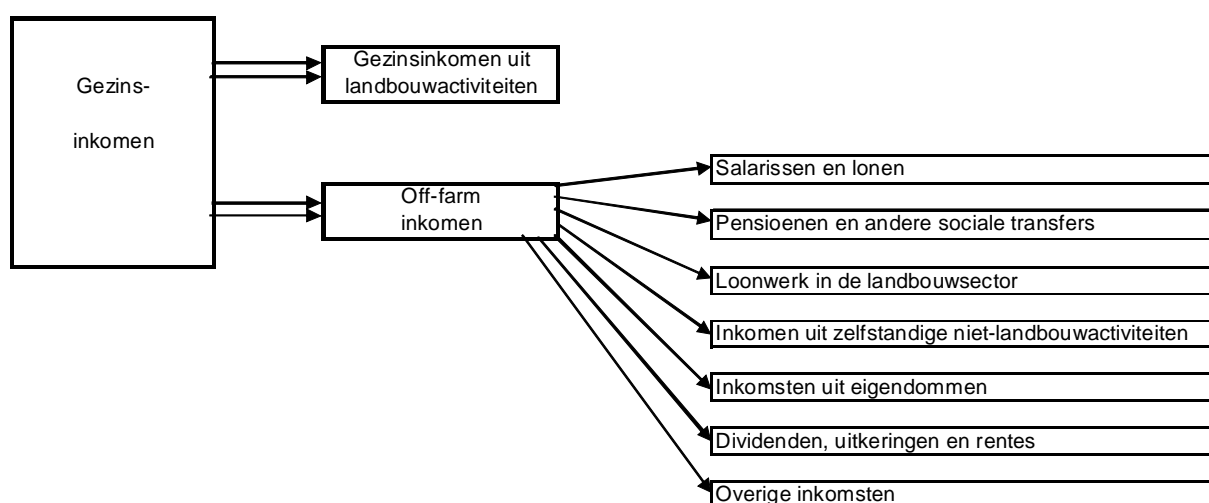 Gezins-
inkomen
Gezinsinkomen uit
landbouwactiviteiten
Off-farm
inkomen
Salarissen en lonen
Pensioenen en andere sociale transfers
Loonwerk in de landbouwsector
Inkomen uit zelfstandige niet-landbouwactiviteiten
Inkomsten uit eigendommen
Dividenden, uitkeringen en rentes
Overige inkomsten